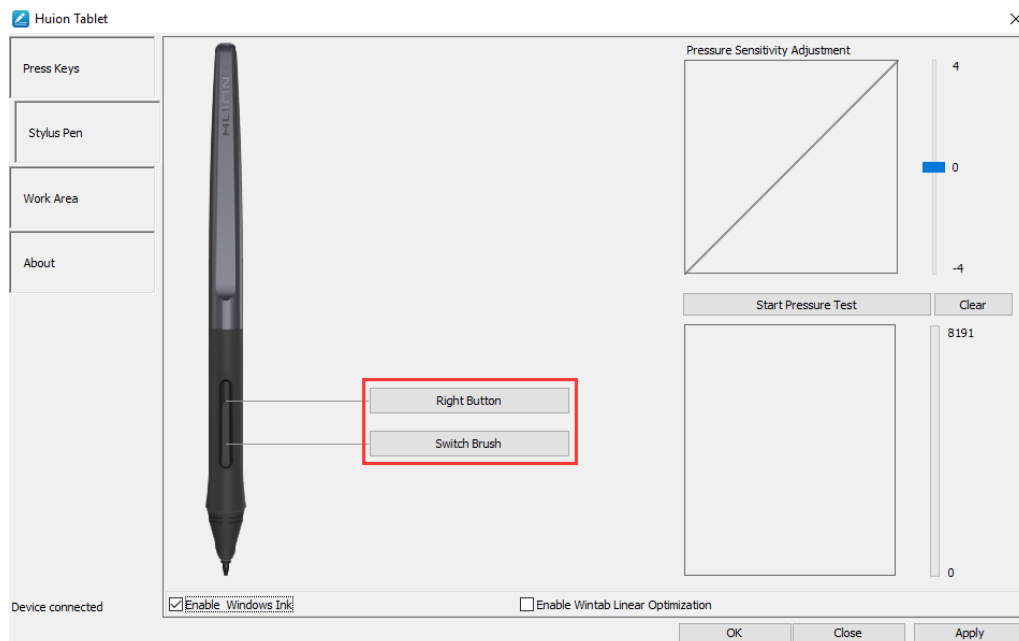 Huion Tablet
Press Keys
Stylus Pen
Work Area
About
Device connected
HUION
Right Button
Switch Brush
Enable Windows Ink
Enable Wintab Linear Optimization
Pressure Sensitivity Adjustment
4
0
-4
Start Pressure Test
Clear
8191
0
OK
Close
Apply